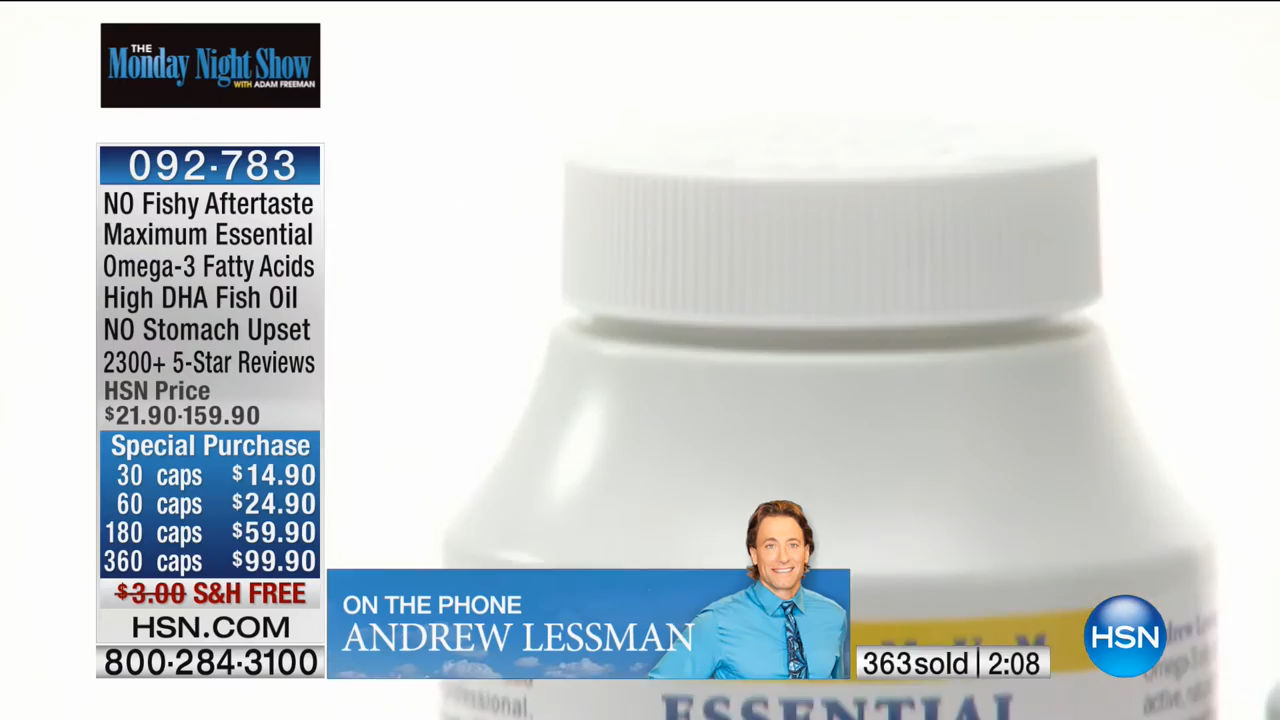 THE
Monday Night Show
WITH ADAM FREEMAN
092·783
NO Fishy Aftertaste
Maximum Essential
Omega-3 Fatty Acids
High DHA Fish Oil
NO Stomach Upset
2300+ 5-Star Reviews
HSN Price
$21.90-159.90
Special Purchase
30 caps $14.90
60 caps $24.90
180 caps $59.90
360 caps $99.90
$3.00 S&H FREE
HSN.COM
800·284·3100
ON THE PHONE
ANDREW LESSMAN
363sold | 2:08
HSN
professional,
ESSENTIAL